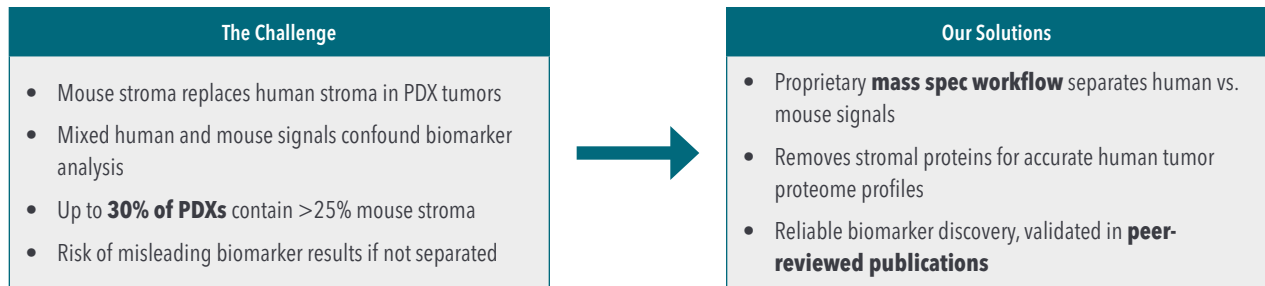 The Challenge
• Mouse stroma replaces human stroma in PDX tumors
• Mixed human and mouse signals confound biomarker
analysis
• Up to 30% of PDXs contain >25% mouse stroma
• Risk of misleading biomarker results if not separated
Our Solutions
• Proprietary mass spec workflow separates human vs.
mouse signals
• Removes stromal proteins for accurate human tumor
proteome profiles
• Reliable biomarker discovery, validated in peer-
reviewed publications